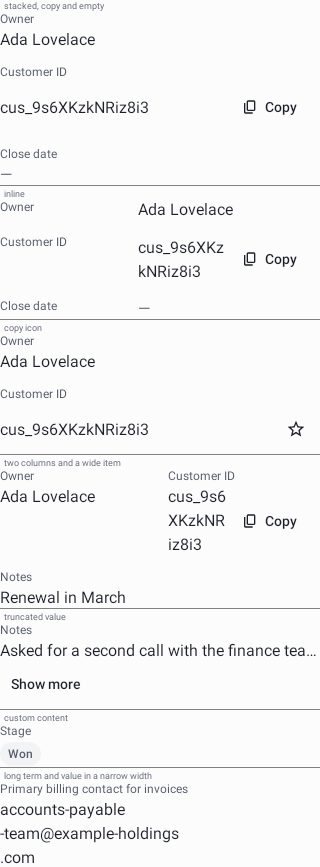 stacked, copy and empty
Owner
Ada Lovelace
Customer ID
cus_9s6XKzkNRiz8i3 Copy
Close date
—
inline
Owner Ada Lovelace
Customer ID cus_9s6XKz
kNRiz8i3 Copy
Close date —
copy icon
Owner
Ada Lovelace
Customer ID
cus_9s6XKzkNRiz8i3
two columns and a wide item
Owner Customer ID
Ada Lovelace cus_9s6
XKzkNR Copy
iz8i3
Notes
Renewal in March
truncated value
Notes
Asked for a second call with the finance tea…
Show more
custom content
Stage
Won
long term and value in a narrow width
Primary billing contact for invoices
accounts-payable
-team@example-holdings
.com